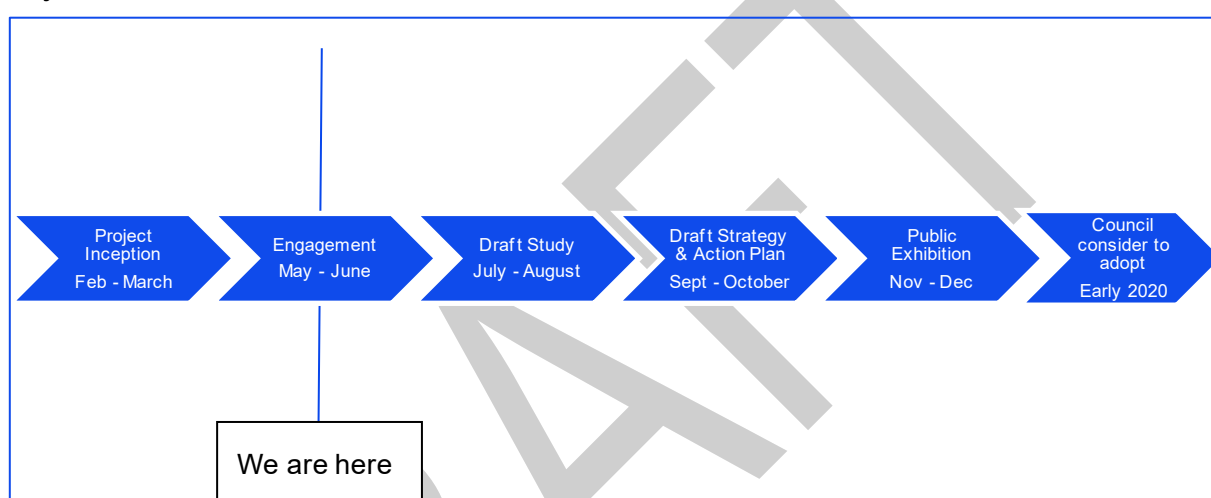 Project
Inception
Feb - March
Engagement
May - June
Draft Study
July - August
Draft Strategy
& Action Plan
Sept - October
Public
Exhibition
Nov - Dec
Council
consider to
adopt
Early 2020
We are here
DRAFT